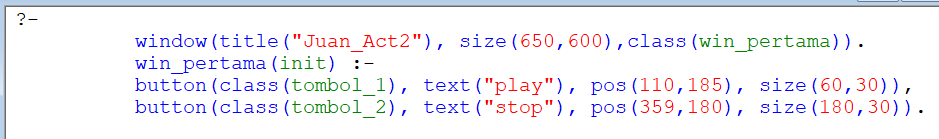 ?-
window(title("Juan_Act2"), size(650,600),class(win_pertama)).
win_pertama(init) :-
button(class(tombol_1), text("play"), pos(110,185), size(60,30)),
button(class(tombol_2), text("stop"), pos(359,180), size(180,30)).